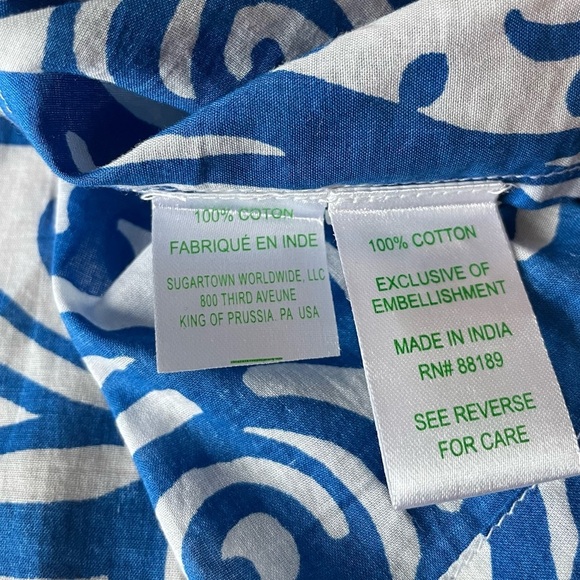 100% COTON
FABRIQUÉ EN INDE
SUGARTOWN WORLDWIDE, LLC
800 THIRD AVEUNE
KING OF PRUSSIA, PA USA
100% COTTON
EXCLUSIVE OF
EMBELLISHMENT
MADE IN INDIA
RN# 88189
SEE REVERSE
FOR CARE